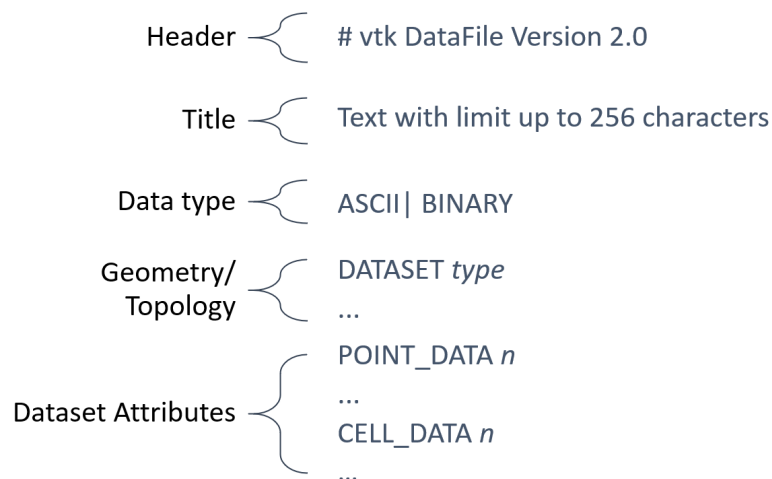 Header # vtk DataFile Version 2.0
Title Text with limit up to 256 characters
Data type ASCII| BINARY
Geometry/
Topology
DATASET type
...
Dataset Attributes
POINT_DATA n
...
CELL_DATA n
...